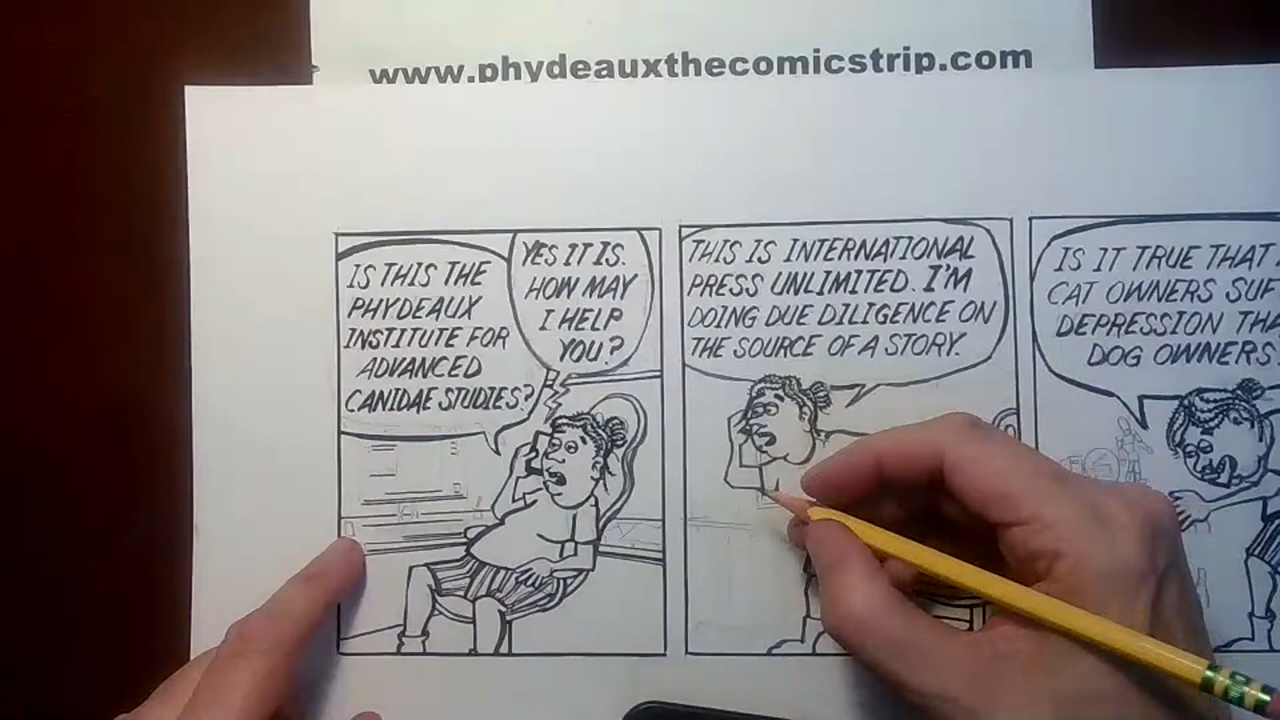 www.phydeauxthecomicstrip.com
IS THIS THE
PHYDEAUX
INSTITUTE FOR
ADVANCED
CANIDAE STUDIES?
YES IT IS.
HOW MAY
I HELP
YOU?
THIS IS INTERNATIONAL
PRESS UNLIMITED. I'M
DOING DUE DILIGENCE ON
THE SOURCE OF A STORY.
IS IT TRUE THAT
CAT OWNERS SUF
DEPRESSION THA
DOG OWNERS